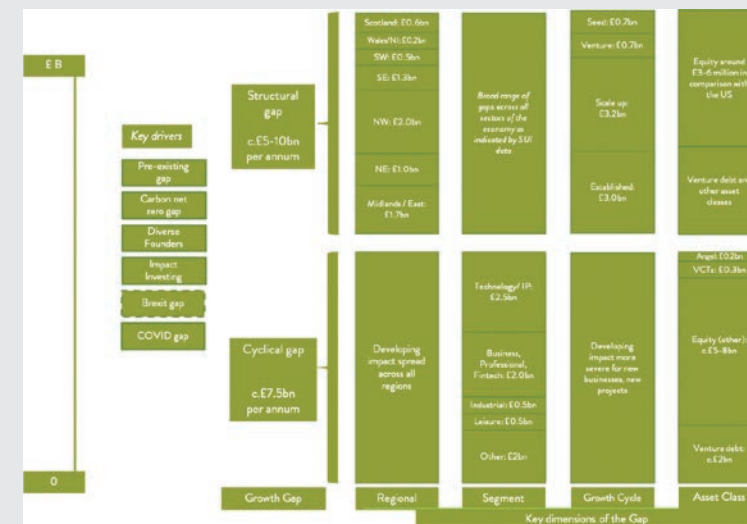 £ B
0
Key drivers
Pre-existing
gap
Carbon net
zero gap
Diverse
Founders
Impact
Investing
Brexit gap
COVID gap
Structural
gap
c.£5-10bn
per annum
Cyclical gap
c.£7.5bn
per annum
Growth Gap
Scotland: £0.6bn
Wales/NI: £0.2bn
SW: £0.5bn
SE: £1.3bn
NW: £2.0bn
NE: £1.0bn
Midlands / East:
£1.7bn
Developing
impact spread
across all
regions
Regional
Broad range of
gaps across all
sectors of the
economy as
indicated by SUI
data
Technology/ IP:
£2.5bn
Business,
Professional,
Fintech: £2.0bn
Industrial: £0.5bn
Leisure: £0.5bn
Other: £2bn
Segment
Seed: £0.7bn
Venture: £0.7bn
Scale up:
£3.2bn
Established:
£3.0bn
Developing
impact more
severe for new
businesses, new
projects
Growth Cycle
Equity around
£3-6 million in
comparison with
the US
Venture debt and
other asset
classes
Angel: £0.2bn
VCTs: £0.3bn
Equity (other):
c.£5-8bn
Venture debt:
c.£2bn
Asset Class
Key dimensions of the Gap